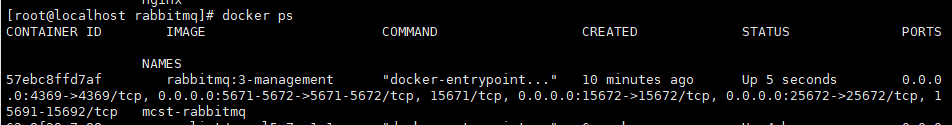 nginx
[root@localhost rabbitmq]# docker ps
CONTAINER ID        IMAGE                       COMMAND                  CREATED             STATUS              PORTS
                 NAMES
57ebc8ffd7af        rabbitmq:3-management       "docker-entrypoint..."   10 minutes ago      Up 5 seconds        0.0.0
.0:4369->4369/tcp, 0.0.0.0:5671-5672->5671-5672/tcp, 15671/tcp, 0.0.0.0:15672->15672/tcp, 0.0.0.0:25672->25672/tcp, 1
5691-15692/tcp   mcst-rabbitmq